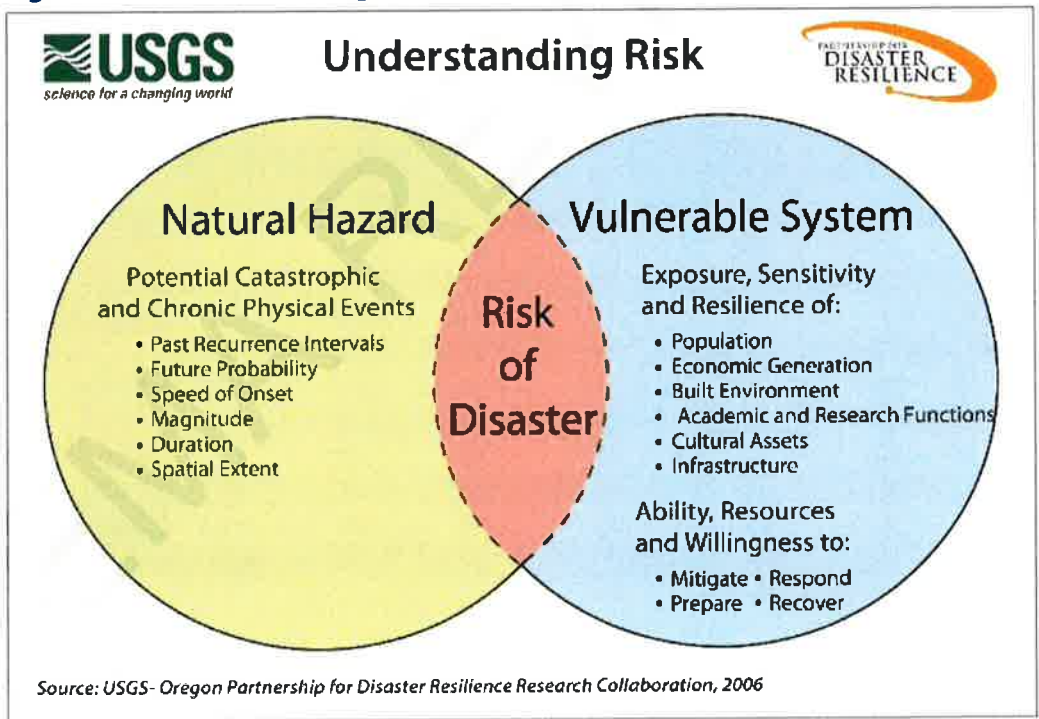 USGS
science for a changing world
Understanding Risk
PARTNERSHIP FOR
DISASTER
RESILIENCE
Natural Hazard
Potential Catastrophic
and Chronic Physical Events
• Past Recurrence Intervals
• Future Probability
• Speed of Onset
• Magnitude
• Duration
• Spatial Extent
Risk
of
Disaster
Vulnerable System
Exposure, Sensitivity
and Resilience of:
• Population
• Economic Generation
• Built Environment
• Academic and Research Functions
• Cultural Assets
• Infrastructure
Ability, Resources
and Willingness to:
• Mitigate • Respond
• Prepare • Recover
Source: USGS- Oregon Partnership for Disaster Resilience Research Collaboration, 2006